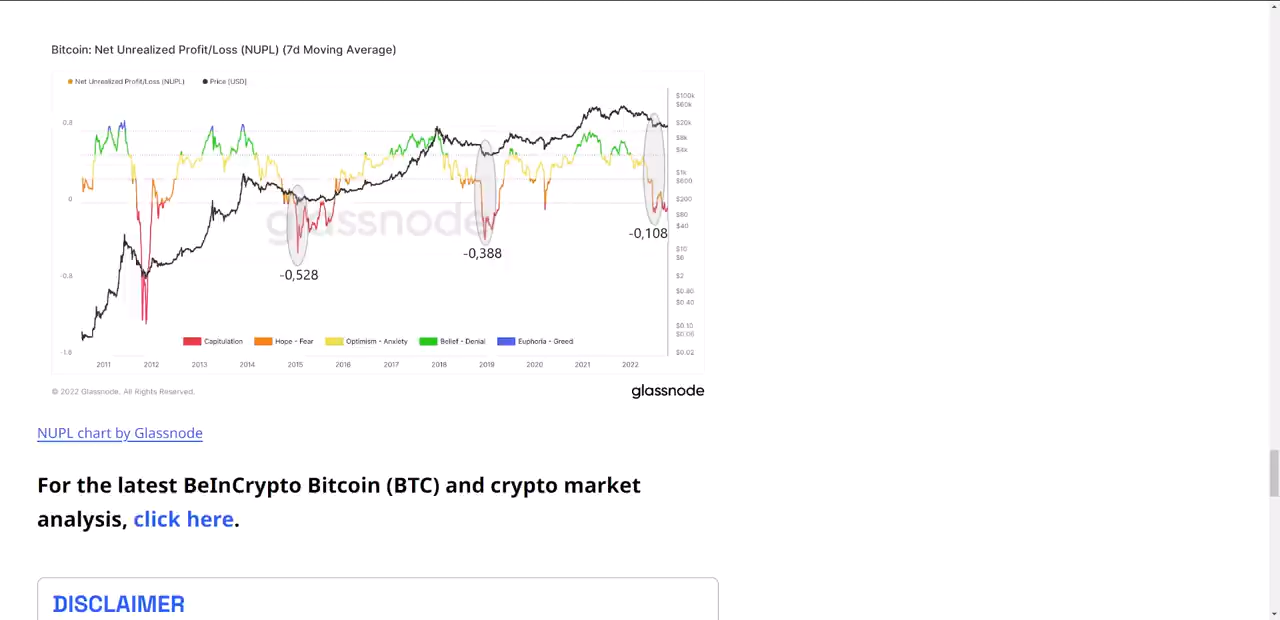 Bitcoin: Net Unrealized Profit/Loss (NUPL) (7d Moving Average)
Net Unrealized Profit/Loss (NUPL) Price [USD]
$100k
$60k
0.8
$20k
$8k
$4k
$1k
$600
0
$200
$80
glassnode
$40
-0,108
-0,388
$10
$6
-0,528
-0.8
$2
$0.80
$0.40
$0.10
$0.06
Capitulation Hope - Fear Optimism - Anxiety Belief - Denial Euphoria - Greed
-1.0
$0.02
2011 2012 2013 2014 2015 2016 2017 2018 2019 2020 2021 2022
© 2022 Glassnode. All Rights Reserved.
glassnode
NUPL chart by Glassnode
For the latest BeInCrypto Bitcoin (BTC) and crypto market
analysis, click here.
DISCLAIMER